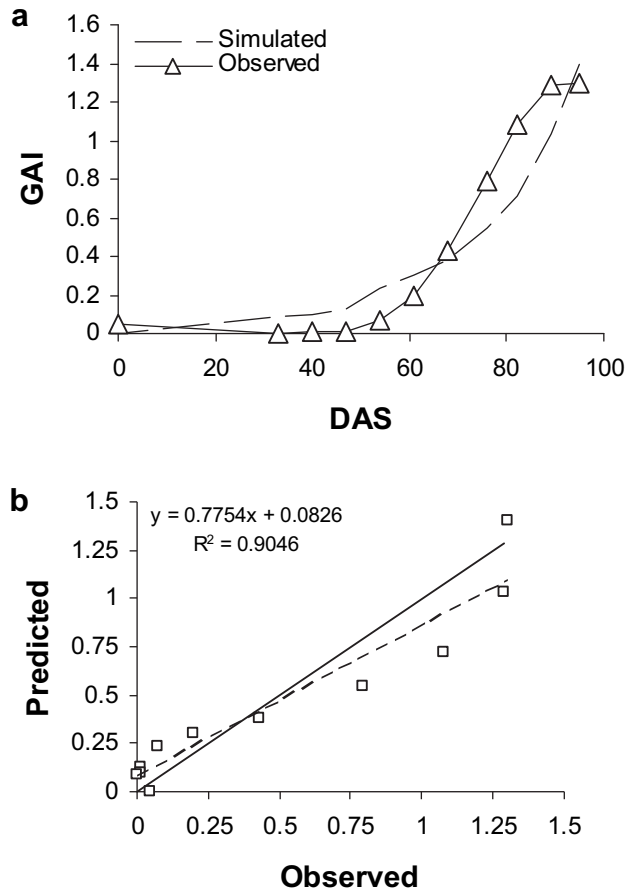 a
1.6
1.4
1.2
1
0.8
0.6
0.4
0.2
0
GAI
Simulated
Observed
0 20 40 60 80 100
DAS
b
1.5
1.25
1
0.75
0.5
0.25
0
Predicted
y = 0.7754x + 0.0826
R² = 0.9046
0 0.25 0.5 0.75 1 1.25 1.5
Observed